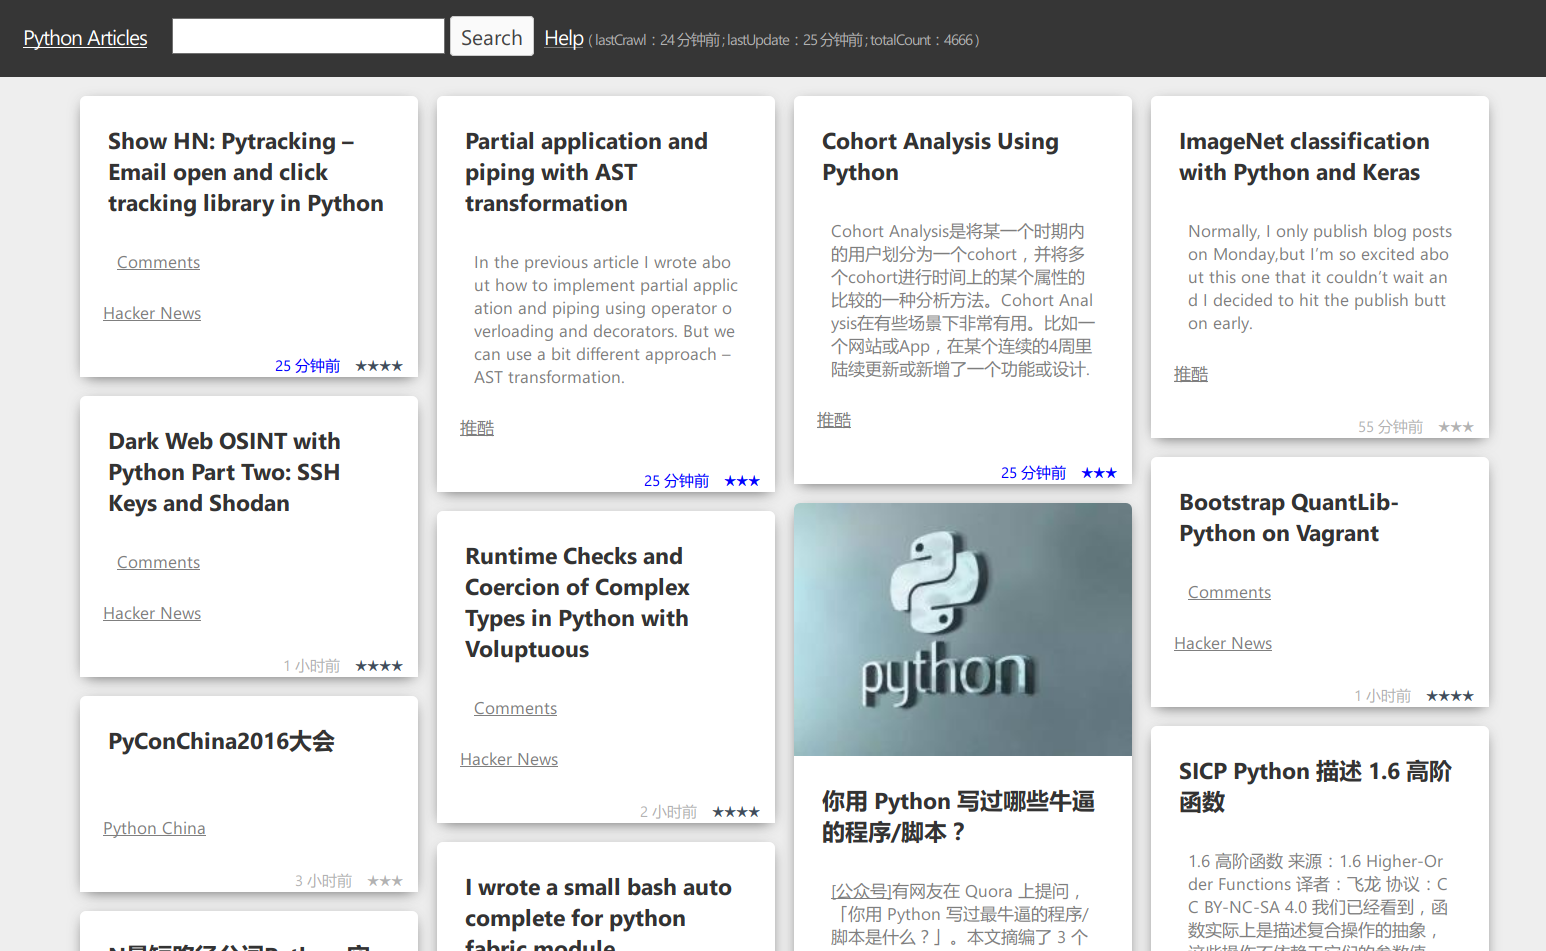 Python Articles
Search
Help ( lastCrawl：24 分钟前 ; lastUpdate：25 分钟前 ; totalCount：4666 )
Show HN: Pytracking –
Email open and click
tracking library in Python
Comments
Hacker News
25 分钟前 ★★★★
Dark Web OSINT with
Python Part Two: SSH
Keys and Shodan
Comments
Hacker News
1 小时前 ★★★★
PyConChina2016大会
Python China
3 小时前 ★★★
Partial application and
piping with AST
transformation
In the previous article I wrote abo
ut how to implement partial applic
ation and piping using operator o
verloading and decorators. But we
can use a bit different approach –
AST transformation.
推酷
25 分钟前 ★★★
Runtime Checks and
Coercion of Complex
Types in Python with
Voluptuous
Comments
Hacker News
2 小时前 ★★★★
I wrote a small bash auto
complete for python
fabric module
Cohort Analysis Using
Python
Cohort Analysis是将某一个时期内
的用户划分为一个cohort，并将多
个cohort进行时间上的某个属性的
比较的一种分析方法。Cohort Anal
ysis在有些场景下非常有用。比如一
个网站或App，在某个连续的4周里
陆续更新或新增了一个功能或设计.
推酷
25 分钟前 ★★★
python
你用 Python 写过哪些牛逼
的程序/脚本？
[公众号]有网友在 Quora 上提问，
「你用 Python 写过最牛逼的程序/
脚本是什么？」。本文摘编了 3 个
ImageNet classification
with Python and Keras
Normally, I only publish blog posts
on Monday,but I’m so excited abo
ut this one that it couldn’t wait an
d I decided to hit the publish butt
on early.
推酷
55 分钟前 ★★★
Bootstrap QuantLib-
Python on Vagrant
Comments
Hacker News
1 小时前 ★★★★
SICP Python 描述 1.6 高阶
函数
1.6 高阶函数 来源：1.6 Higher-Or
der Functions 译者：飞龙 协议：C
C BY-NC-SA 4.0 我们已经看到，函
数实际上是描述复合操作的抽象，